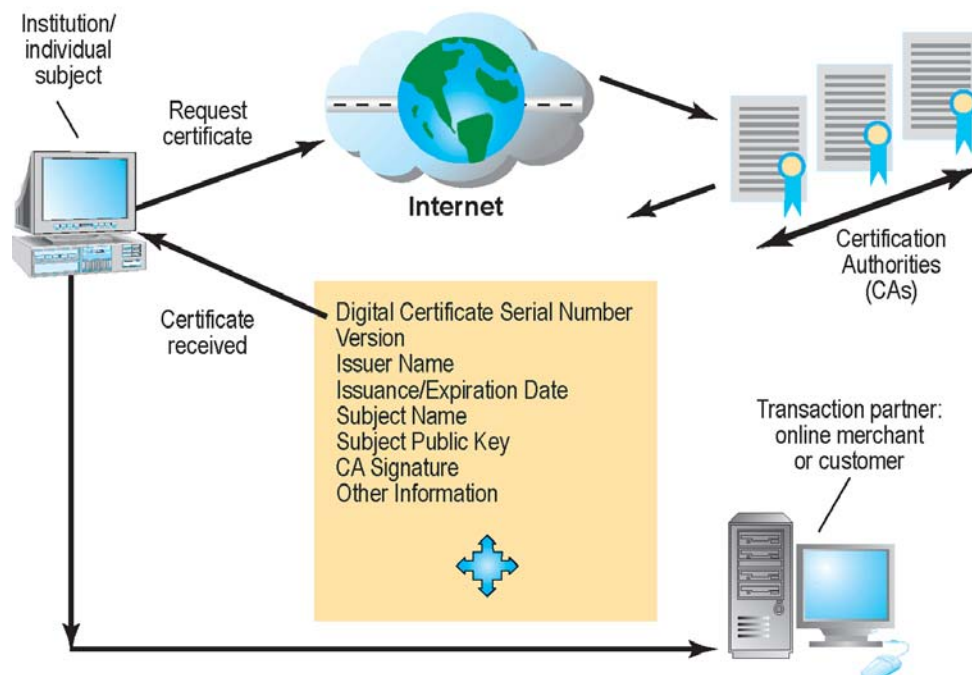 Institution/
individual
subject
Request
certificate
Internet
Certification
Authorities
(CAs)
Certificate
received
Digital Certificate Serial Number
Version
Issuer Name
Issuance/Expiration Date
Subject Name
Subject Public Key
CA Signature
Other Information
Transaction partner:
online merchant
or customer